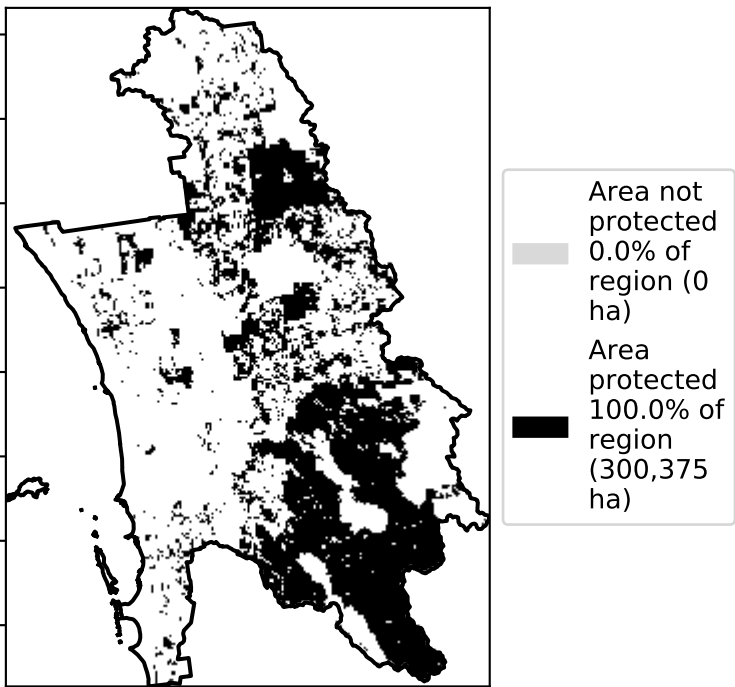 Area not
protected
0.0% of
region (0
ha)
Area
protected
100.0% of
region
(300,375
ha)